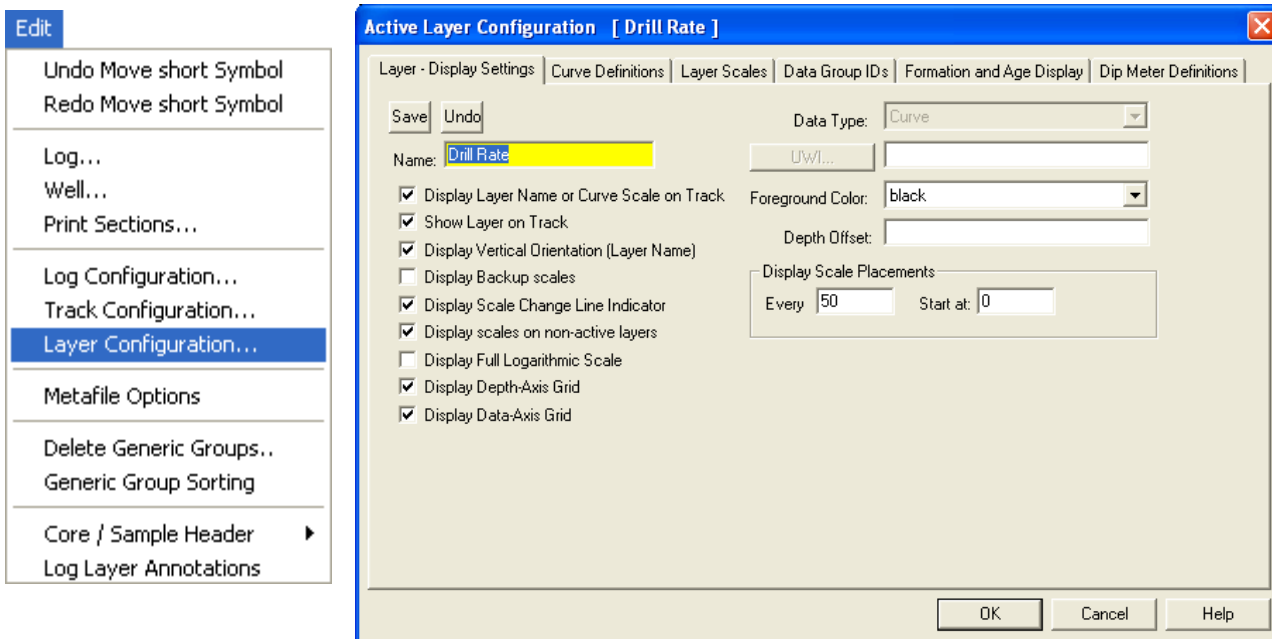 Edit
Undo Move short Symbol
Redo Move short Symbol
Log...
Well...
Print Sections...
Log Configuration...
Track Configuration...
Layer Configuration...
Metafile Options
Delete Generic Groups..
Generic Group Sorting
Core / Sample Header
Log Layer Annotations
Active Layer Configuration [ Drill Rate ]
Layer - Display Settings Curve Definitions Layer Scales Data Group IDs Formation and Age Display Dip Meter Definitions
Save Undo
Name: Drill Rate
Display Layer Name or Curve Scale on Track
Show Layer on Track
Display Vertical Orientation (Layer Name)
Display Backup scales
Display Scale Change Line Indicator
Display scales on non-active layers
Display Full Logarithmic Scale
Display Depth-Axis Grid
Display Data-Axis Grid
Data Type: Curve
UWI...
Foreground Color: black
Depth Offset:
Display Scale Placements
Every 50 Start at: 0
OK Cancel Help